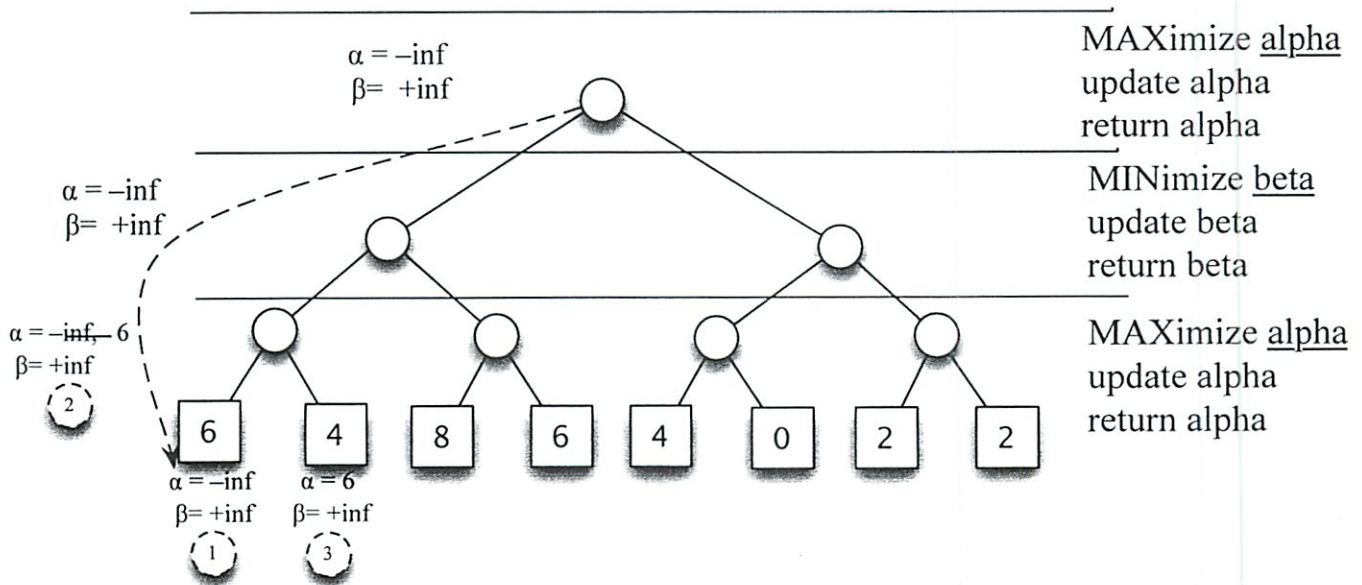 α = –inf
β= +inf
MAXimize alpha
update alpha
return alpha
α = –inf
β= +inf
MINimize beta
update beta
return beta
α = –inf, 6
β= +inf
2
MAXimize alpha
update alpha
return alpha
6 4 8 6 4 0 2 2
α = –inf α = 6
β= +inf β= +inf
1 3